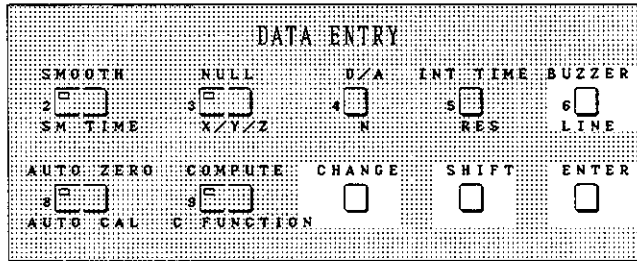 DATA ENTRY
SMOOTH NULL D/A INT TIME BUZZER
2 3 4 5 6
SM TIME X/Y/Z N RES LINE
AUTO ZERO COMPUTE CHANGE SHIFT ENTER
8 9
AUTO CAL C FUNCTION